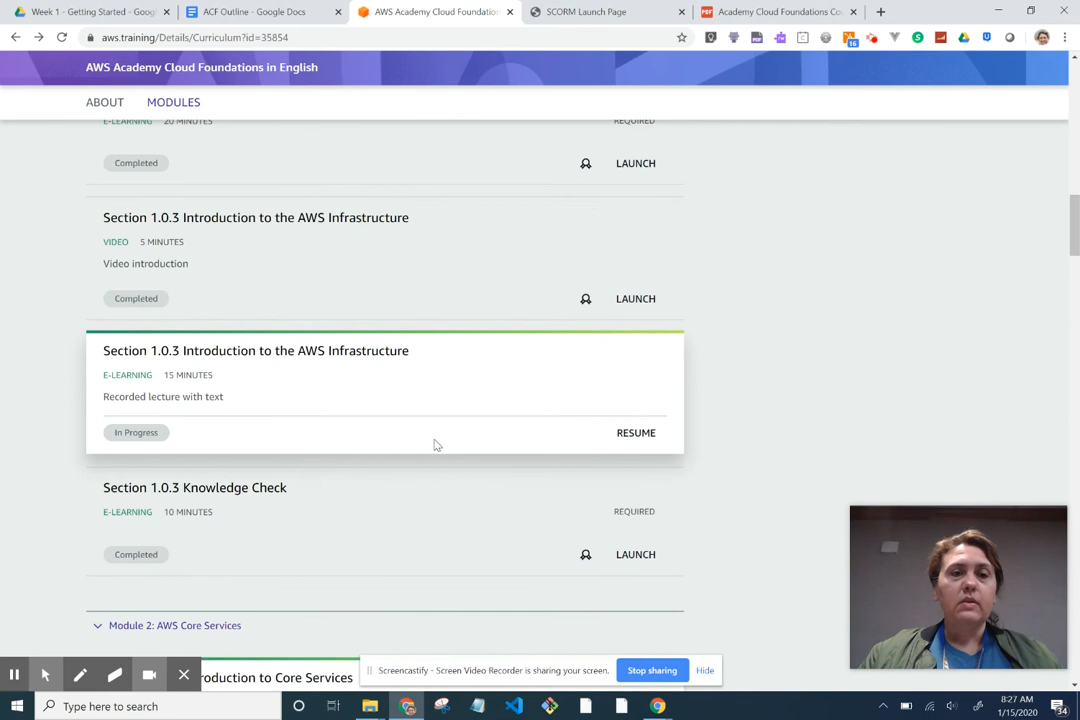 Week 1 - Getting Started - Goog
ACF Outline - Google Docs
AWS Academy Cloud Foundation
SCORM Launch Page
Academy Cloud Foundations Co
aws.training/Details/Curriculum?id=35854
16
AWS Academy Cloud Foundations in English
ABOUT
MODULES
E-LEARNING 20 MINUTES
REQUIRED
Completed
LAUNCH
Section 1.0.3 Introduction to the AWS Infrastructure
VIDEO 5 MINUTES
Video introduction
Completed
LAUNCH
Section 1.0.3 Introduction to the AWS Infrastructure
E-LEARNING 15 MINUTES
Recorded lecture with text
In Progress
RESUME
Section 1.0.3 Knowledge Check
E-LEARNING 10 MINUTES
REQUIRED
Completed
LAUNCH
Module 2: AWS Core Services
roduction to Core Services
Screencastify - Screen Video Recorder is sharing your screen.
Stop sharing
Hide
Type here to search
8:27 AM
1/15/2020
34